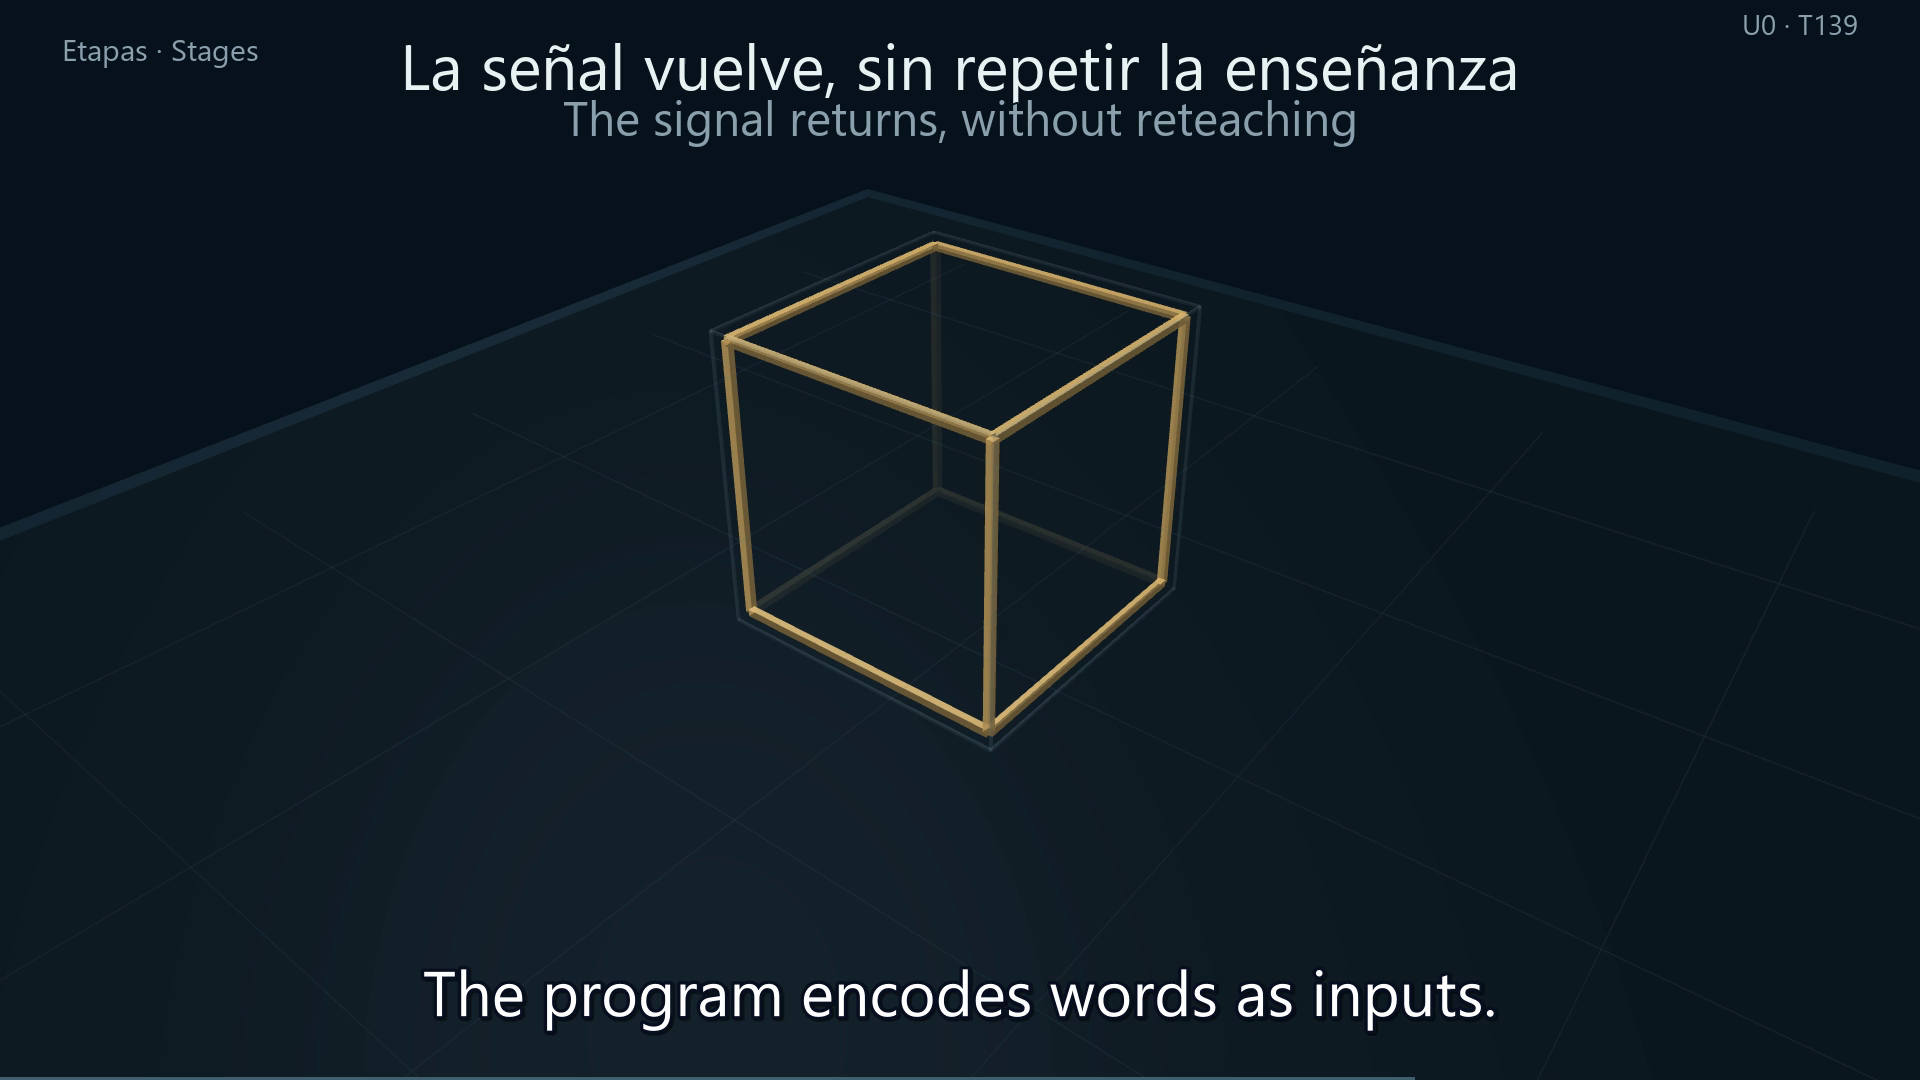 Etapas · Stages
U0 · T139
La señal vuelve, sin repetir la enseñanza
The signal returns, without reteaching
The program encodes words as inputs.